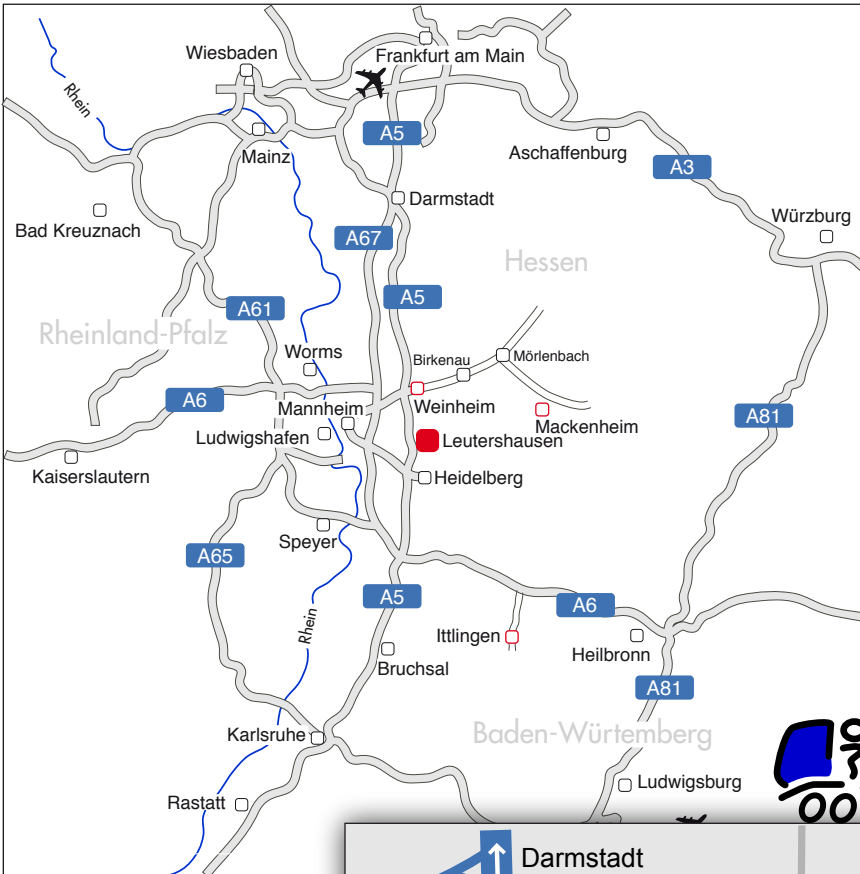 Wiesbaden
Frankfurt am Main
Rhein
A5
Mainz
Aschaffenburg
A3
Darmstadt
Bad Kreuznach
Würzburg
A67
Hessen
A5
A61
Rheinland-Pfalz
Worms
Birkenau
Mörlenbach
A6
Mannheim
Weinheim
A81
Ludwigshafen
Leutershausen
Mackenheim
Kaiserslautern
Heidelberg
Speyer
A65
A5
A6
Rhein
Ittlingen
Heilbronn
Bruchsal
A81
Karlsruhe
Baden-Würtemberg
Rastatt
Ludwigsburg
Darmstadt